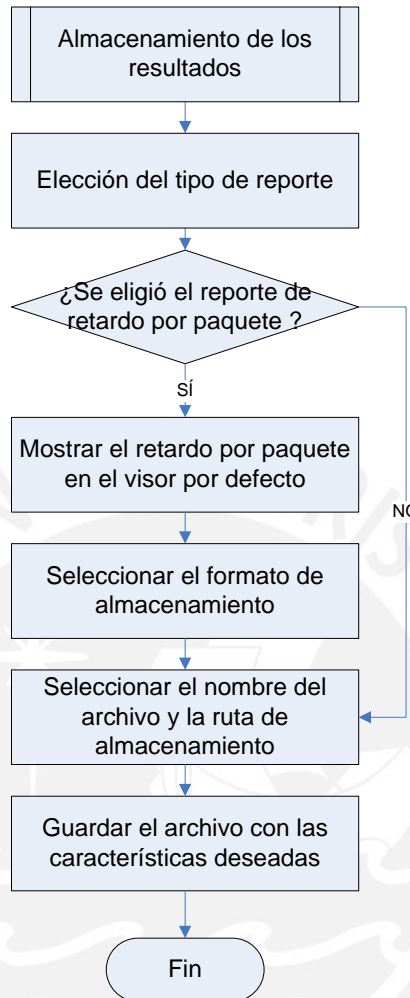 Almacenamiento de los
resultados
Elección del tipo de reporte
¿Se eligió el reporte de
retardo por paquete ?
SÍ
Mostrar el retardo por paquete
en el visor por defecto
NO
Seleccionar el formato de
almacenamiento
Seleccionar el nombre del
archivo y la ruta de
almacenamiento
Guardar el archivo con las
características deseadas
Fin